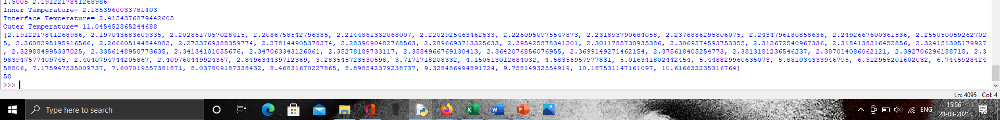 1.5005 2.1912217841268986
Inner Temperature= 2.1853960033781403
Interface Temperature= 2.4154376879442605
Outer Temperature= 11.045452865244688
[2.1912217841268986, 2.197043683609335, 2.2028617057028415, 2.2086758542796385, 2.2144861332068007, 2.2202925463462533, 2.2260950975547873, 2.231893790684058, 2.2376886295806075, 2.2434796180858636, 2.2492667600361536, 2.255050059262702
5, 2.2608295195916566, 2.266605144844082, 2.2723769388359774, 2.278144905378274, 2.2839090482768563, 2.2896693713325633, 2.295425878341201, 2.3011785730935386, 2.3069274593753355, 2.312672540967336, 2.3184138216452856, 2.324151305179927
, 2.329884995337025, 2.3356148958773635, 2.34134101055676, 2.347063343126061, 2.35278189733117, 2.3584966769130413, 2.3642076856076955, 2.3699149271462154, 2.375618405254773, 2.3813181236546237, 2.387014086062121, 2.392706296188715, 2.3
983947577409745, 2.4040794744205867, 2.409760449924367, 2.849634439712369, 3.283545723530598, 3.7171718208332, 4.150513012684032, 4.58356957977831, 5.016341802442454, 5.448829960635073, 5.881034333946795, 6.312955201602032, 6.7445928424
58806, 7.175947535009737, 7.607019557381871, 8.037809187338432, 8.46831670227865, 8.898542379238737, 9.328486494891724, 9.75814932554919, 10.187531147161097, 10.616632235316764]
58
>>>
Ln: 4095 Col: 4
Type here to search
ENG
15:56
28-03-2021